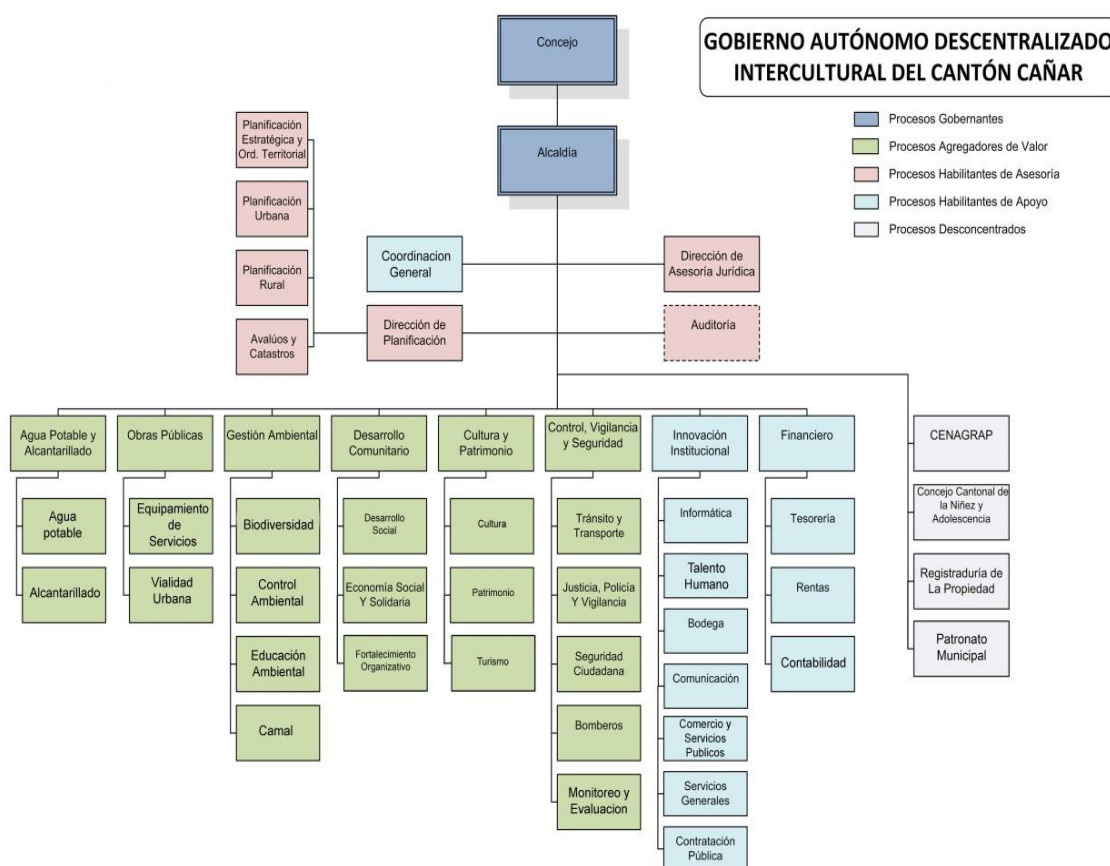 Concejo
GOBIERNO AUTÓNOMO DESCENTRALIZADO
INTERCULTURAL DEL CANTÓN CAÑAR
Procesos Gobernantes
Procesos Agregadores de Valor
Procesos Habilitantes de Asesoría
Procesos Habilitantes de Apoyo
Procesos Desconcentrados
Alcaldía
Planificación
Estratégica y
Ord. Territorial
Planificación
Urbana
Planificación
Rural
Avalúos y
Catastros
Coordinacion
General
Dirección de
Asesoría Jurídica
Dirección de
Planificación
Auditoría
Agua Potable y
Alcantarillado
Agua
potable
Alcantarillado
Obras Públicas
Equipamiento
de
Servicios
Vialidad
Urbana
Gestión Ambiental
Biodiversidad
Control
Ambiental
Educación
Ambiental
Camal
Desarrollo
Comunitario
Desarrollo
Social
Economía Social
Y Solidaria
Fortalecimiento
Organizativo
Cultura y
Patrimonio
Cultura
Patrimonio
Turismo
Control, Vigilancia
y Seguridad
Tránsito y
Transporte
Justicia, Policía
Y Vigilancia
Seguridad
Ciudadana
Bomberos
Monitoreo y
Evaluacion
Innovación
Institucional
Informática
Talento
Humano
Bodega
Comunicación
Comercio y
Servicios
Publicos
Servicios
Generales
Contratación
Pública
Financiero
Tesorería
Rentas
Contabilidad
CENAGRAP
Concejo Cantonal de
la Niñez y
Adolescencia
Registraduría de
La Propiedad
Patronato
Municipal